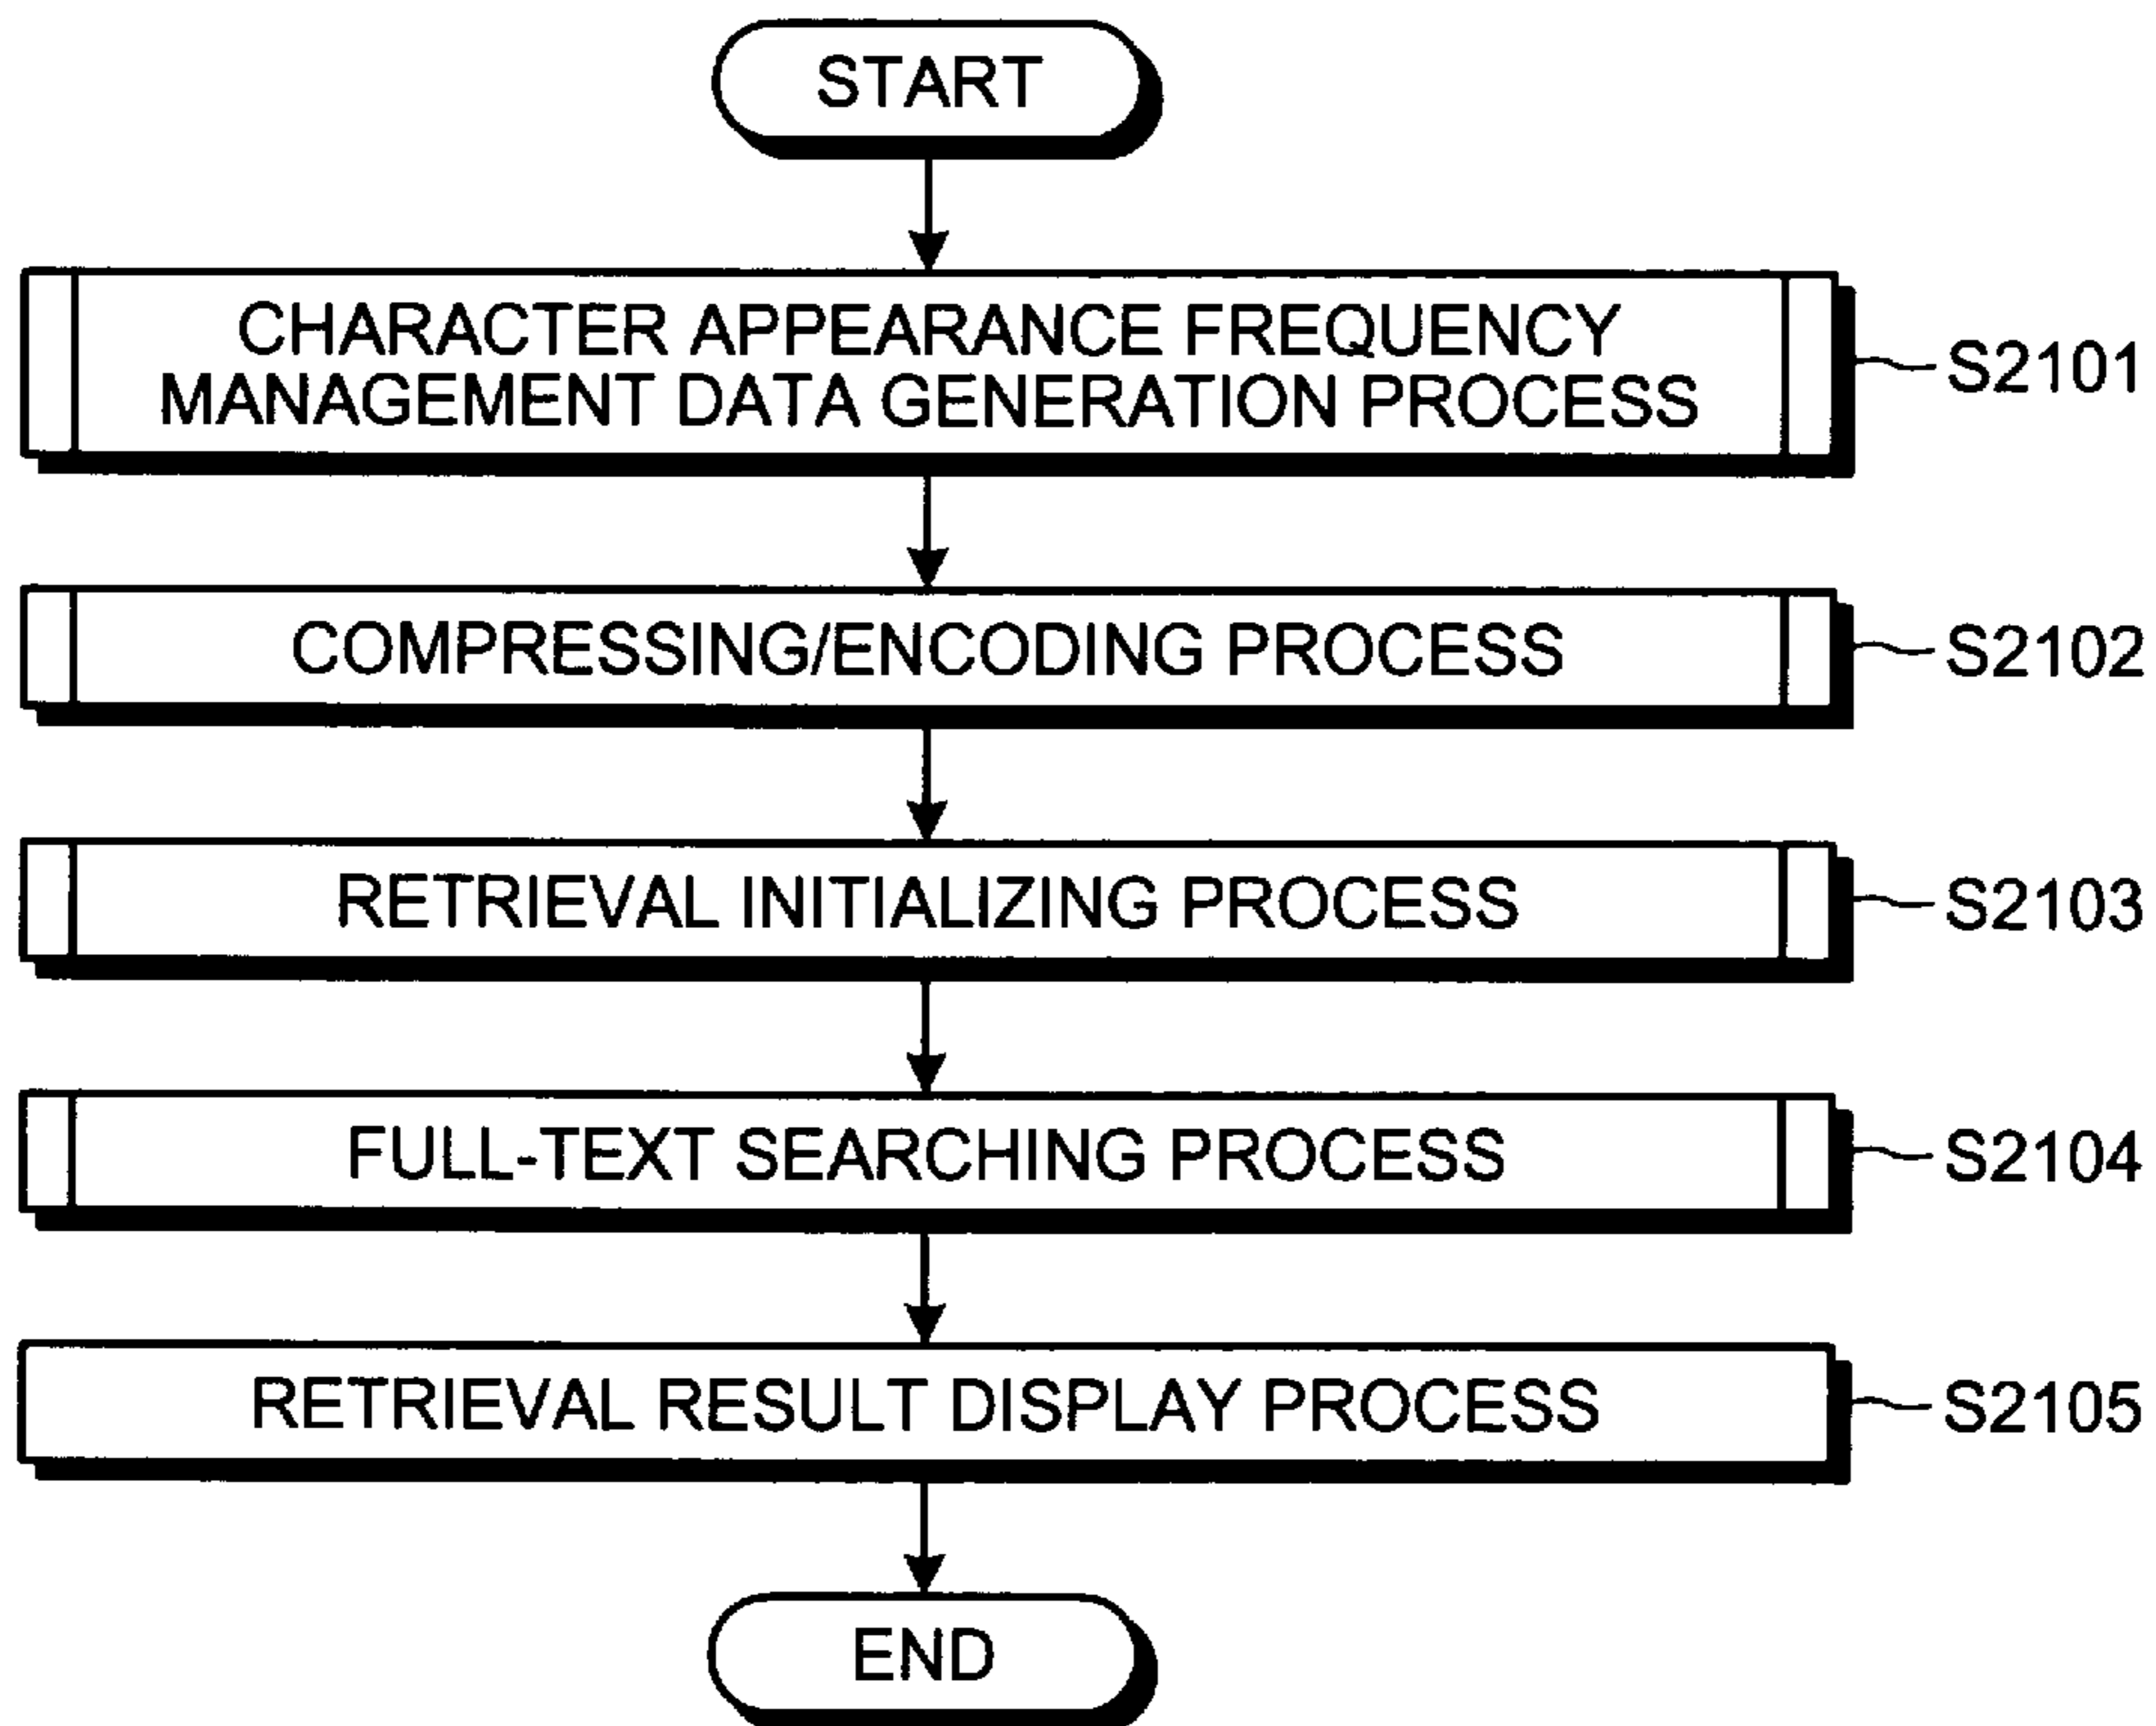 START
CHARACTER APPEARANCE FREQUENCY
MANAGEMENT DATA GENERATION PROCESS
S2101
COMPRESSING/ENCODING PROCESS
S2102
RETRIEVAL INITIALIZING PROCESS
S2103
FULL-TEXT SEARCHING PROCESS
S2104
RETRIEVAL RESULT DISPLAY PROCESS
S2105
END